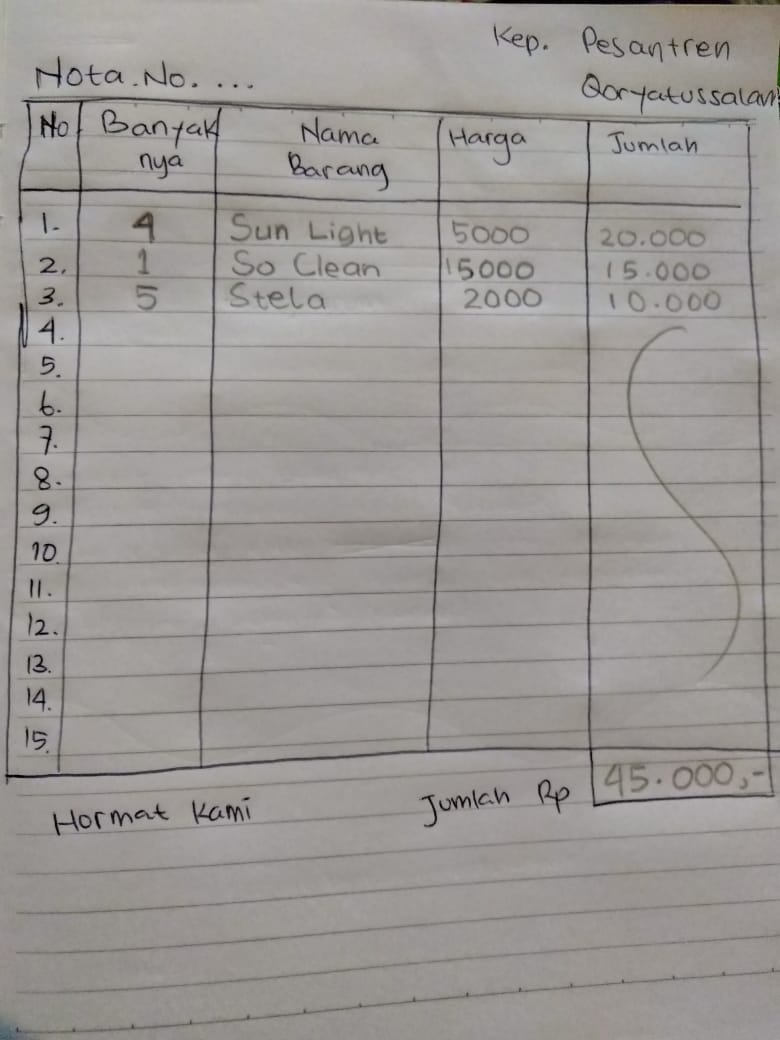 Kep. Pesantren
Nota.No. ....
Qoryatussalam
No Banyak nya Nama Barang Harga Jumlah
1. 4 Sun Light 5000 20.000
2. 1 So Clean 15000 15.000
3. 5 Stela 2000 10.000
4.
5.
6.
7.
8.
9.
10.
11.
12.
13.
14.
15.
45.000,-
Hormat Kami Jumlah Rp